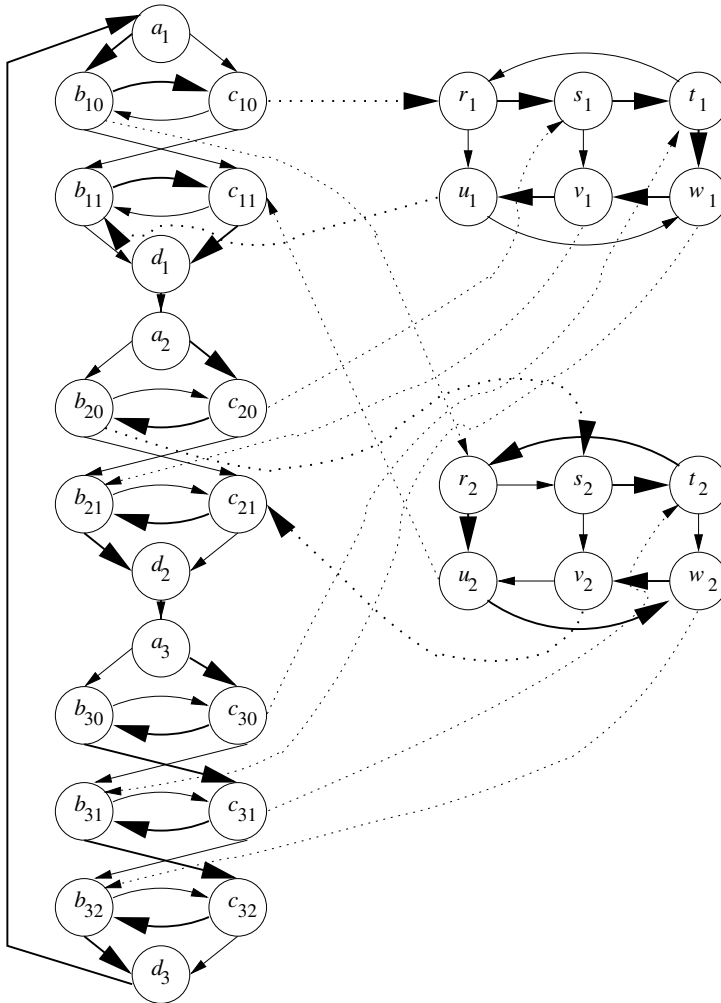 a1
b10 c10 r1 s1 t1
b11 c11 u1 v1 w1
d1
a2
b20 c20
r2 s2 t2
b21 c21
d2 u2 v2 w2
a3
b30 c30
b31 c31
b32 c32
d3